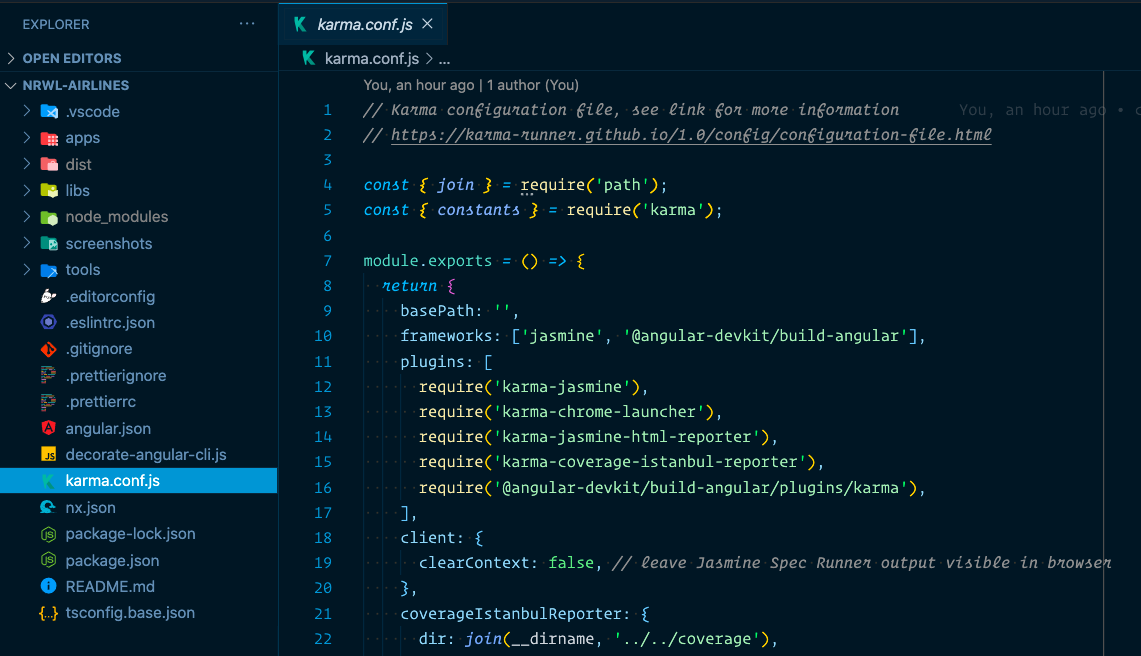 EXPLORER
···
OPEN EDITORS
NRWL-AIRLINES
.vscode
apps
dist
libs
node_modules
screenshots
tools
.editorconfig
.eslintrc.json
.gitignore
.prettierignore
.prettierrc
angular.json
decorate-angular-cli.js
karma.conf.js
nx.json
package-lock.json
package.json
README.md
tsconfig.base.json
karma.conf.js
karma.conf.js > ...
You, an hour ago | 1 author (You)
1 // Karma configuration file, see link for more information You, an hour ago •
2 // https://karma-runner.github.io/1.0/config/configuration-file.html
3
4 const { join } = require('path');
5 const { constants } = require('karma');
6
7 module.exports = () => {
8 return {
9 basePath: '',
10 frameworks: ['jasmine', '@angular-devkit/build-angular'],
11 plugins: [
12 require('karma-jasmine'),
13 require('karma-chrome-launcher'),
14 require('karma-jasmine-html-reporter'),
15 require('karma-coverage-istanbul-reporter'),
16 require('@angular-devkit/build-angular/plugins/karma'),
17 ],
18 client: {
19 clearContext: false, // leave Jasmine Spec Runner output visible in browser
20 },
21 coverageIstanbulReporter: {
22 dir: join(__dirname, '../../coverage'),